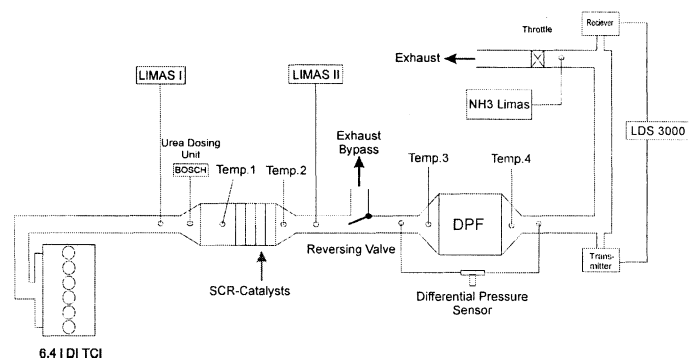 Throttle
Reciever
Exhaust
LIMAS I
LIMAS II
NH3 Limas
LDS 3000
Urea Dosing
Unit
BOSCH
Temp.1
Temp.2
Exhaust
Bypass
Temp.3
Temp.4
DPF
Reversing Valve
SCR-Catalysts
Differential Pressure
Sensor
Trans-
mitter
6.4 l DI TCI